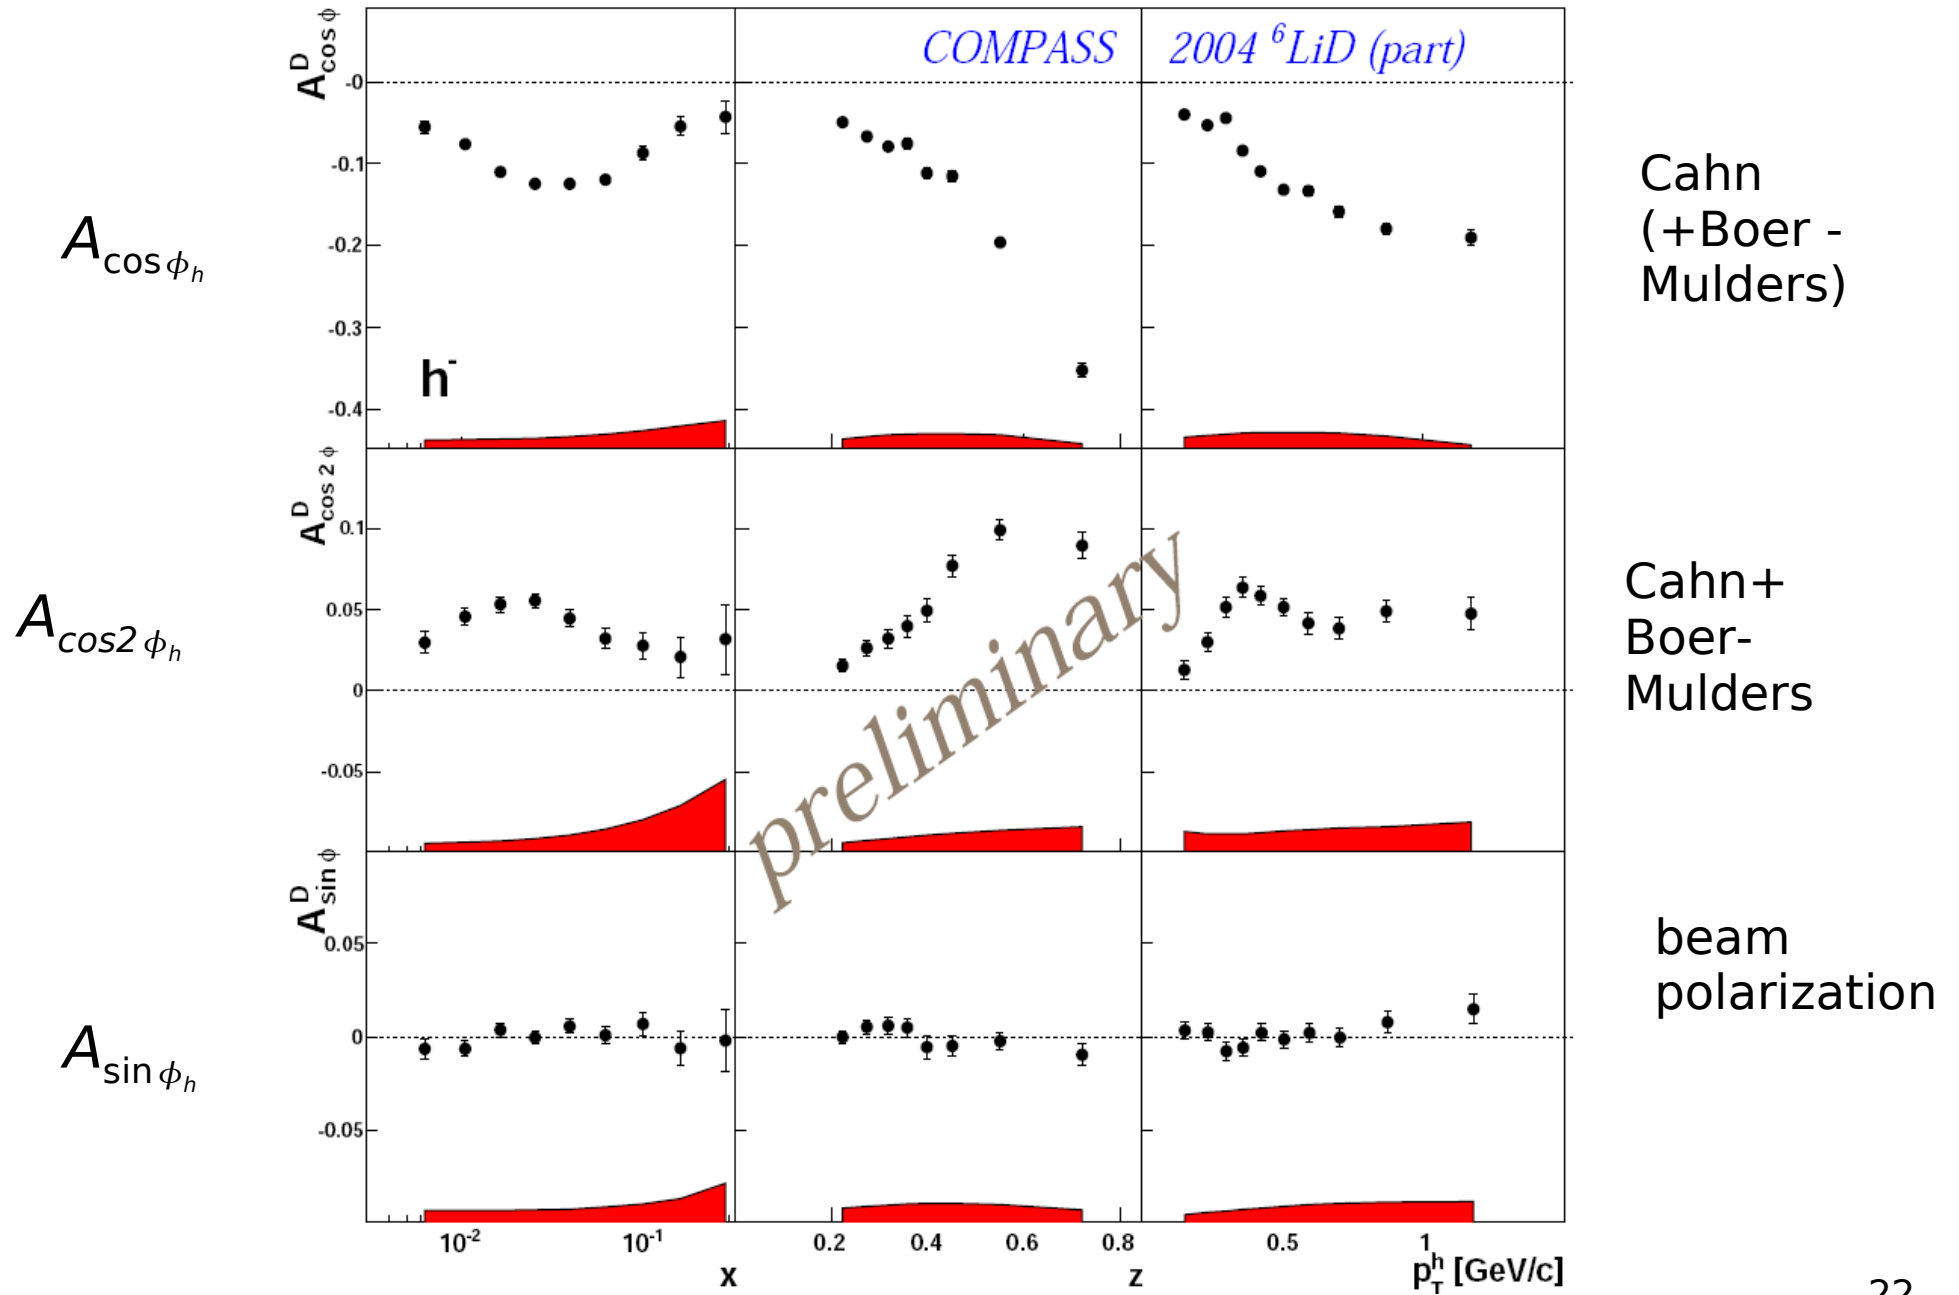 COMPASS 2004 ⁶LiD (part)
A^D_cos ϕ
-0
-0.1
-0.2
-0.3
-0.4
h⁻
A_cos ϕ_h
Cahn
(+Boer -
Mulders)
A^D_cos 2 ϕ
0.1
0.05
0
-0.05
A_cos2 ϕ_h
Cahn+
Boer-
Mulders
preliminary
A^D_sin ϕ
0.05
0
-0.05
A_sin ϕ_h
beam
polarization
10⁻² 10⁻¹ 0.2 0.4 0.6 0.8 0.5 1
x z p_T^h [GeV/c]
22